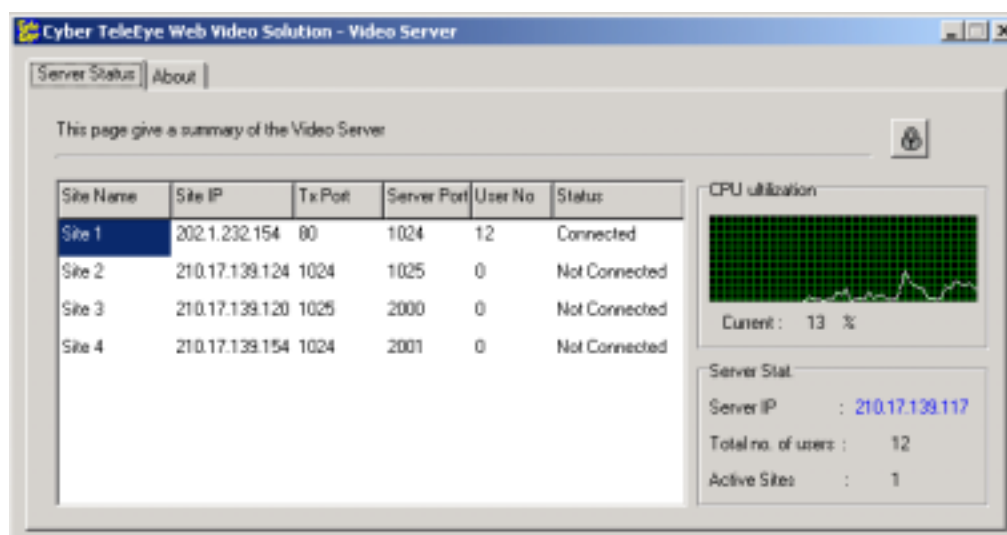 Cyber TeleEye Web Video Solution - Video Server
Server Status About
This page give a summary of the Video Server
Site Name Site IP Tx Port Server Port User No Status
Site 1 202.1.232.154 80 1024 12 Connected
Site 2 210.17.139.124 1024 1025 0 Not Connected
Site 3 210.17.139.120 1025 2000 0 Not Connected
Site 4 210.17.139.154 1024 2001 0 Not Connected
CPU ultilization
Current : 13 %
Server Stat.
Server IP : 210.17.139.117
Total no. of users : 12
Active Sites : 1